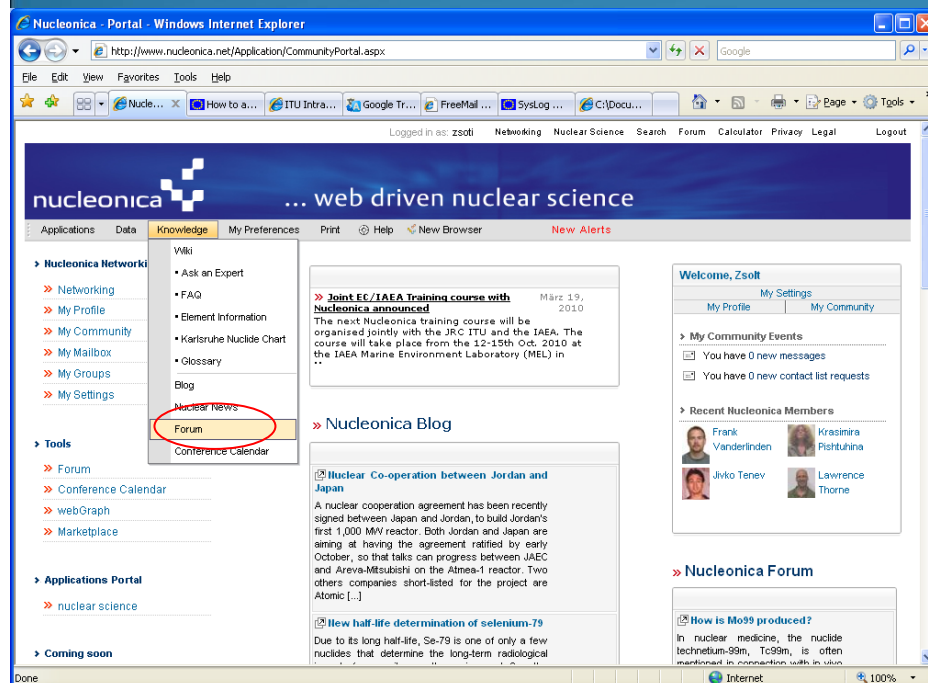 Nucleonica - Portal - Windows Internet Explorer
http://www.nucleonica.net/Application/CommunityPortal.aspx
Google
File Edit View Favorites Tools Help
Nucle... How to a... ITU Intra... Google Tr... FreeMail ... SysLog ... C:\Docu... Page Tools
Logged in as: zsoti Networking Nuclear Science Search Forum Calculator Privacy Legal Logout
nucleonica
... web driven nuclear science
Applications Data Knowledge My Preferences Print Help New Browser New Alerts
Wiki
Ask an Expert
FAQ
Element Information
Karlsruhe Nuclide Chart
Glossary
Blog
Nuclear News
Forum
Conference Calendar
Nucleonica Networki
Networking
My Profile
My Community
My Mailbox
My Groups
My Settings
Tools
Forum
Conference Calendar
webGraph
Marketplace
Applications Portal
nuclear science
Coming soon
Joint EC/IAEA Training course with Nucleonica announced
März 19, 2010
The next Nucleonica training course will be
organised jointly with the JRC ITU and the IAEA. The
course will take place from the 12-15th Oct. 2010 at
the IAEA Marine Environment Laboratory (MEL) in
Nucleonica Blog
Nuclear Co-operation between Jordan and
Japan
A nuclear cooperation agreement has been recently
signed between Japan and Jordan, to build Jordan's
first 1,000 MW reactor. Both Jordan and Japan are
aiming at having the agreement ratified by early
October, so that talks can progress between JAEC
and Areva-Mitsubishi on the Atmea-1 reactor. Two
others companies short-listed for the project are
Atomic [...]
New half-life determination of selenium-79
Due to its long half-life, Se-79 is one of only a few
nuclides that determine the long-term radiological
Welcome, Zsolt
My Settings
My Profile My Community
My Community Events
You have 0 new messages
You have 0 new contact list requests
Recent Nucleonica Members
Frank Vanderlinden
Krasimira Pishtuhina
Jivko Tenev
Lawrence Thorne
Nucleonica Forum
How is Mo99 produced?
In nuclear medicine, the nuclide
technetium-99m, Tc99m, is often
mentioned in connection with in vivo
Done Internet 100%